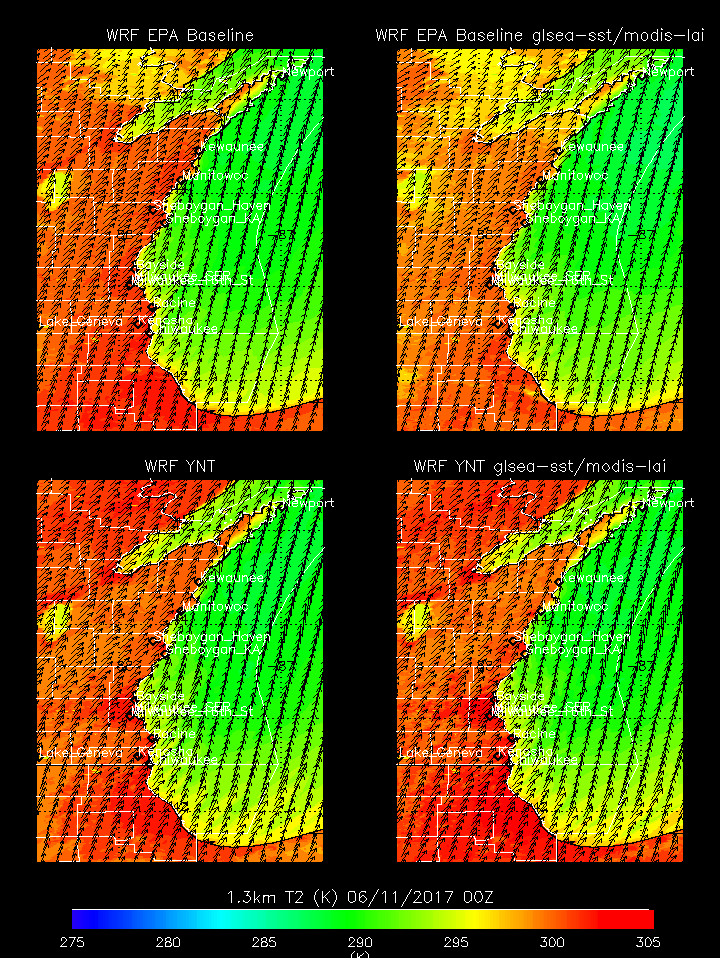 WRF EPA Baseline
WRF EPA Baseline glsea-sst/modis-lai
Newport
Kewaunee
Manitowoc
Sheboygan_Haven
Sheboygan_KA
Racine
Lake_Geneva
Newport
Kewaunee
Manitowoc
Sheboygan_Haven
Sheboygan_KA
Racine
Lake_Geneva
WRF YNT
WRF YNT glsea-sst/modis-lai
Newport
Kewaunee
Manitowoc
Sheboygan_Haven
Sheboygan_KA
Racine
Lake_Geneva
Newport
Kewaunee
Manitowoc
Sheboygan_Haven
Sheboygan_KA
Racine
Lake_Geneva
1.3km T2 (K) 06/11/2017 00Z
275 280 285 290 295 300 305
(K)